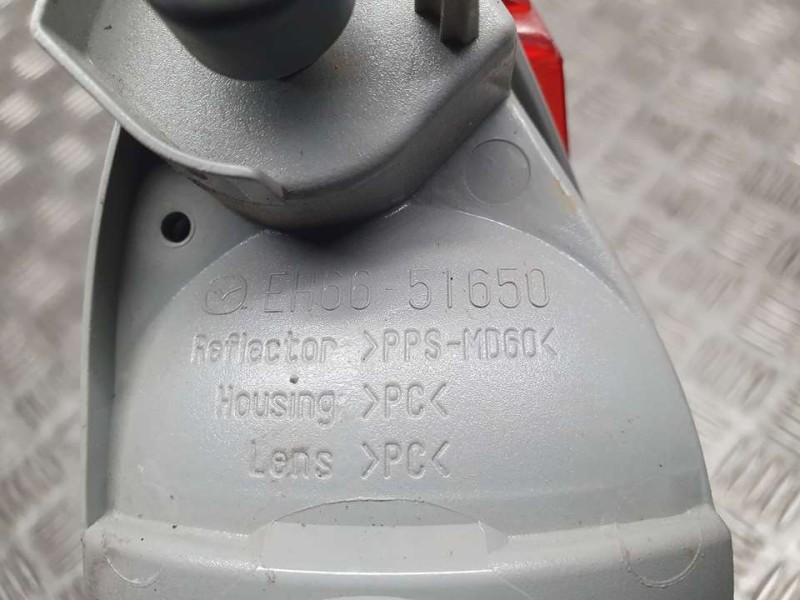 EH66-51650
Reflector >PPS-MD60<
Housing >PC<
Lens >PC<